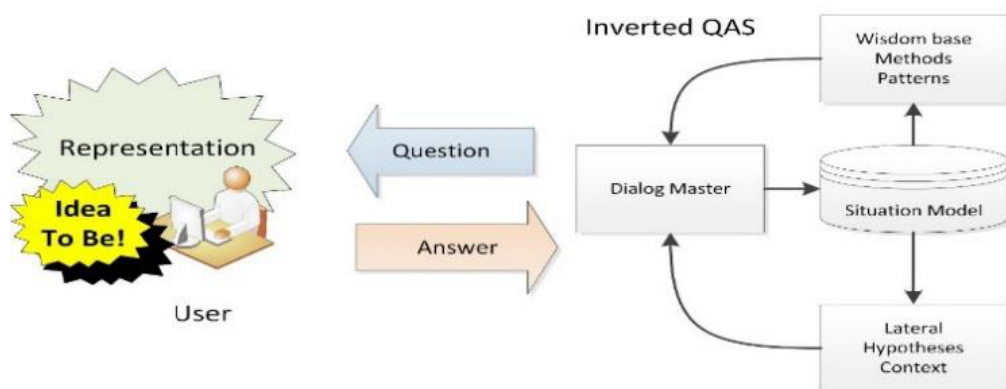 Inverted QAS
Wisdom base
Methods
Patterns
Representation
Question
Idea
To Be!
Dialog Master
Situation Model
Answer
User
Lateral
Hypotheses
Context